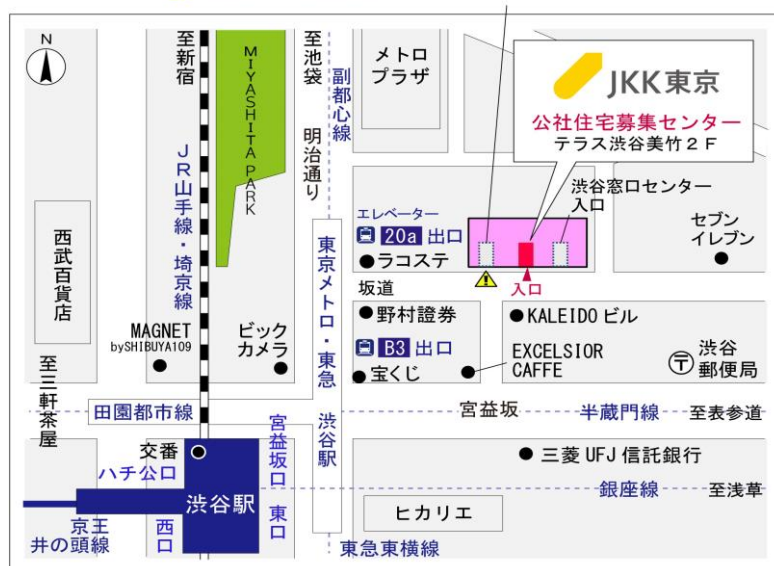 N
至新宿
MIYASHITA PARK
至池袋
明治通り
副都心線
メトロ
プラザ
JKK東京
公社住宅募集センター
テラス渋谷美竹2F
JR山手線・埼京線
西武百貨店
エレベーター
20a 出口
ラコステ
渋谷窓口センター
入口
セブン
イレブン
坂道
入口
東京メトロ・東急
渋谷駅
野村證券
KALEIDO ビル
MAGNET
bySHIBUYA109
ビック
カメラ
B3 出口
宝くじ
EXCELSIOR
CAFFE
渋谷
郵便局
至三軒茶屋
田園都市線
宮益坂
半蔵門線
至表参道
交番
ハチ公口
宮益坂口
三菱 UFJ 信託銀行
渋谷駅
銀座線
至浅草
京王
井の頭線
西口
東口
ヒカリエ
東急東横線